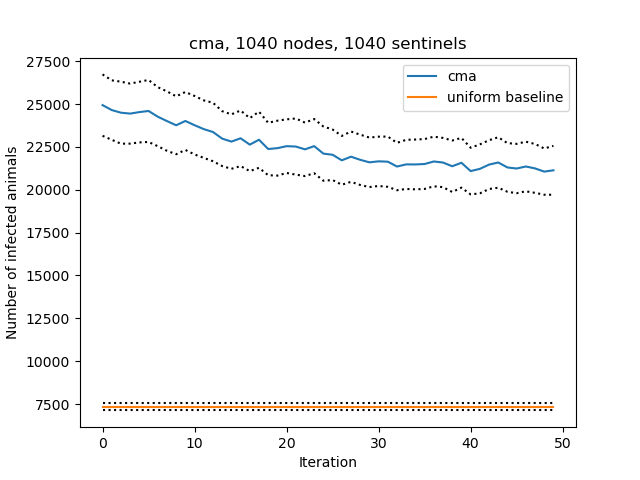 cma, 1040 nodes, 1040 sentinels
27500
25000
22500
20000
17500
15000
12500
10000
7500
Number of infected animals
cma
uniform baseline
0 10 20 30 40 50
Iteration